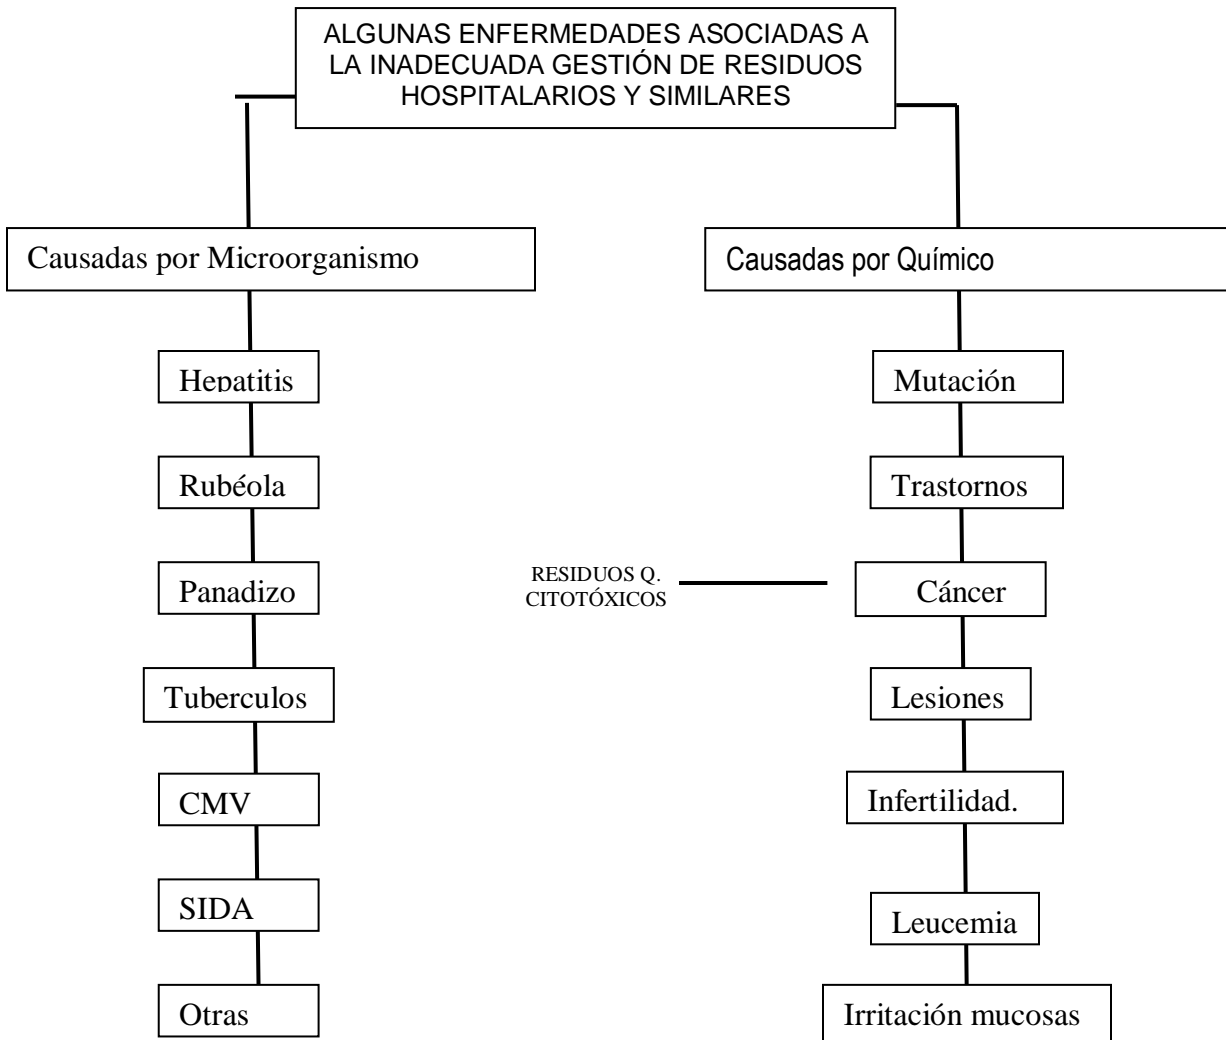 ALGUNAS ENFERMEDADES ASOCIADAS A
LA INADECUADA GESTIÓN DE RESIDUOS
HOSPITALARIOS Y SIMILARES
Causadas por Microorganismo
Hepatitis
Rubéola
Panadizo
Tuberculos
CMV
SIDA
Otras
Causadas por Químico
Mutación
Trastornos
RESIDUOS Q.
CITOTÓXICOS
Cáncer
Lesiones
Infertilidad.
Leucemia
Irritación mucosas